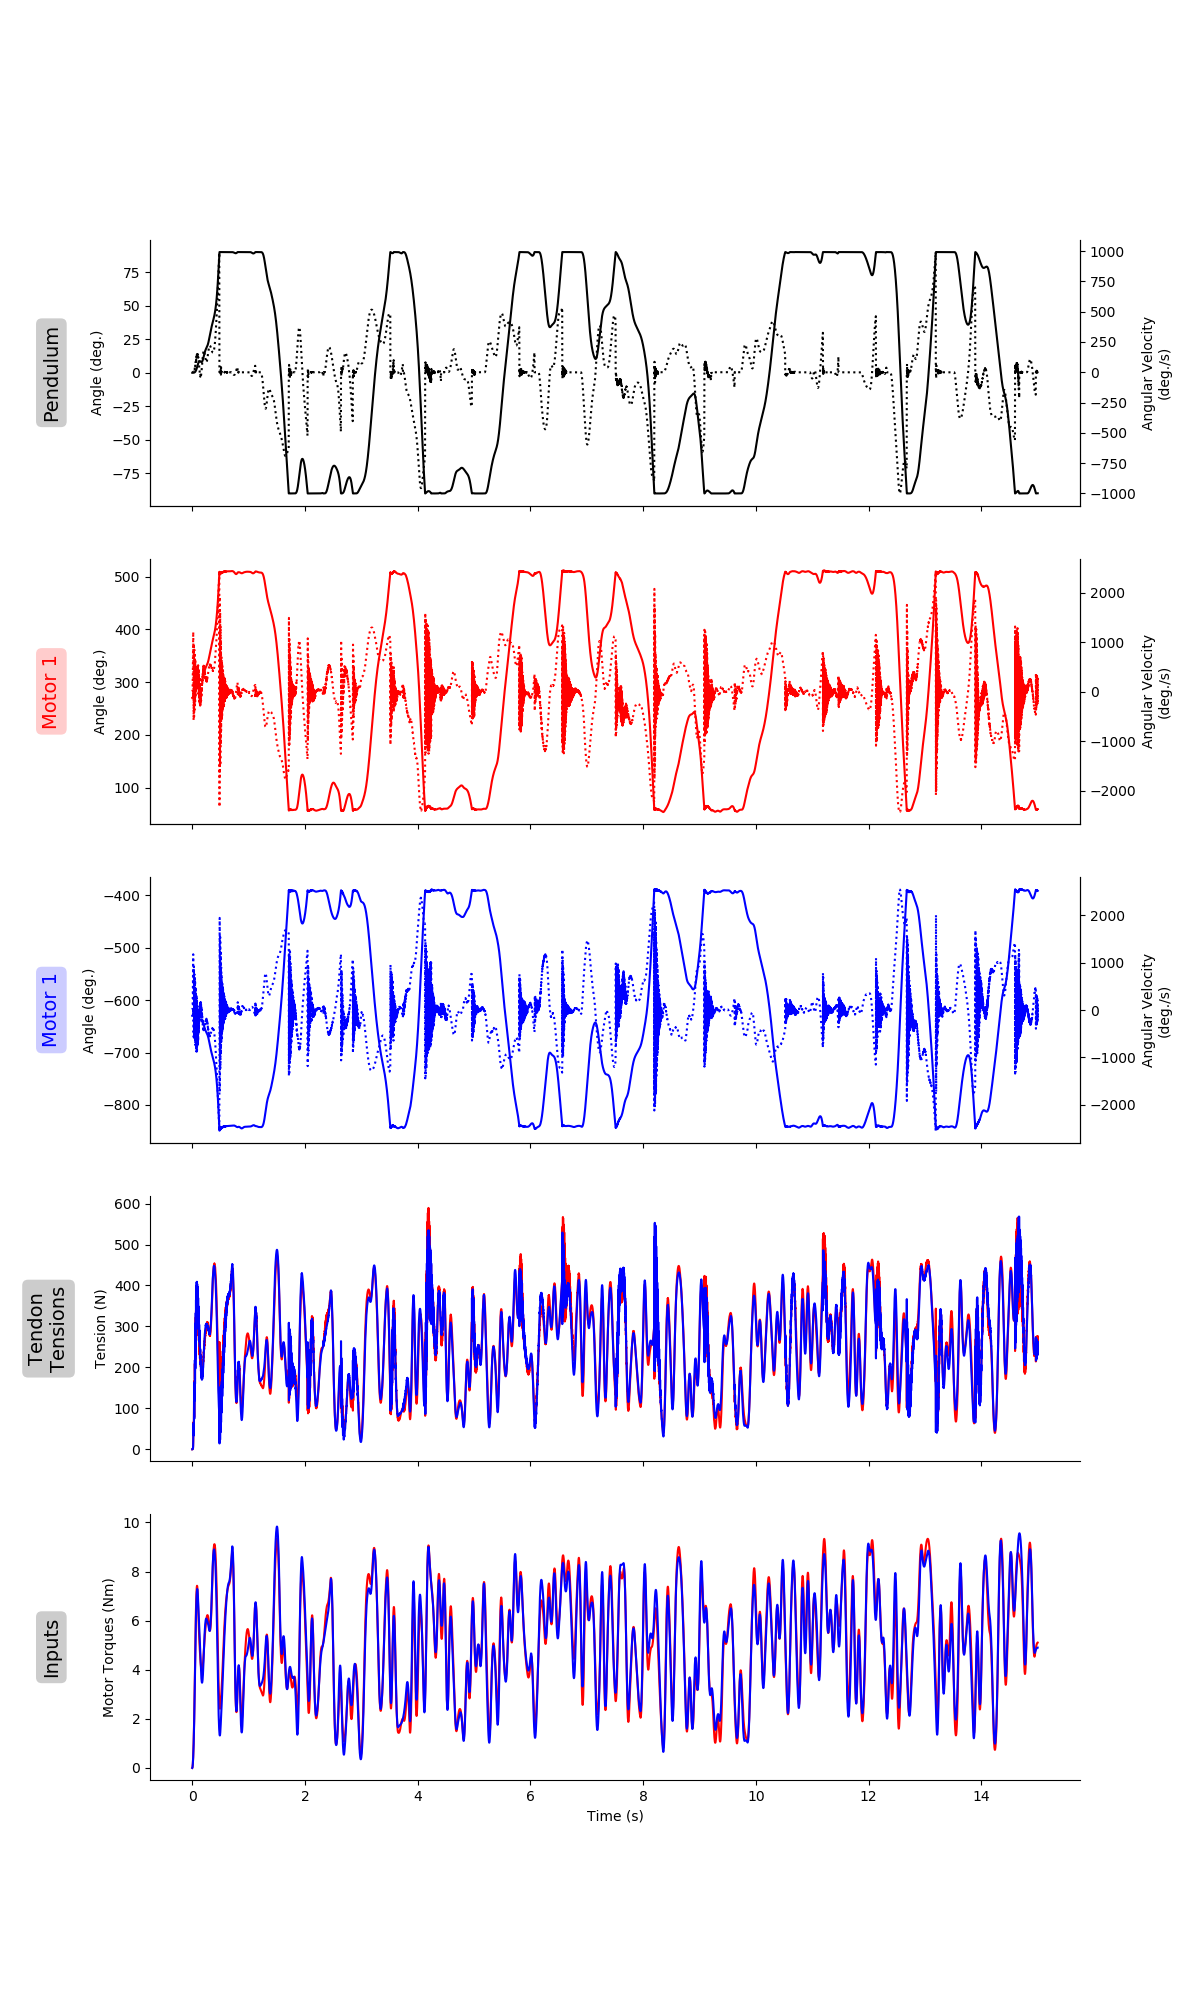 Pendulum
Angle (deg.)
75
50
25
0
−25
−50
−75
1000
750
500
250
0
−250
−500
−750
−1000
Angular Velocity
(deg./s)
Motor 1
Angle (deg.)
500
400
300
200
100
2000
1000
0
−1000
−2000
Angular Velocity
(deg./s)
Motor 1
Angle (deg.)
−400
−500
−600
−700
−800
2000
1000
0
−1000
−2000
Angular Velocity
(deg./s)
Tendon
Tensions
Tension (N)
600
500
400
300
200
100
0
Inputs
Motor Torques (Nm)
10
8
6
4
2
0
0 2 4 6 8 10 12 14
Time (s)